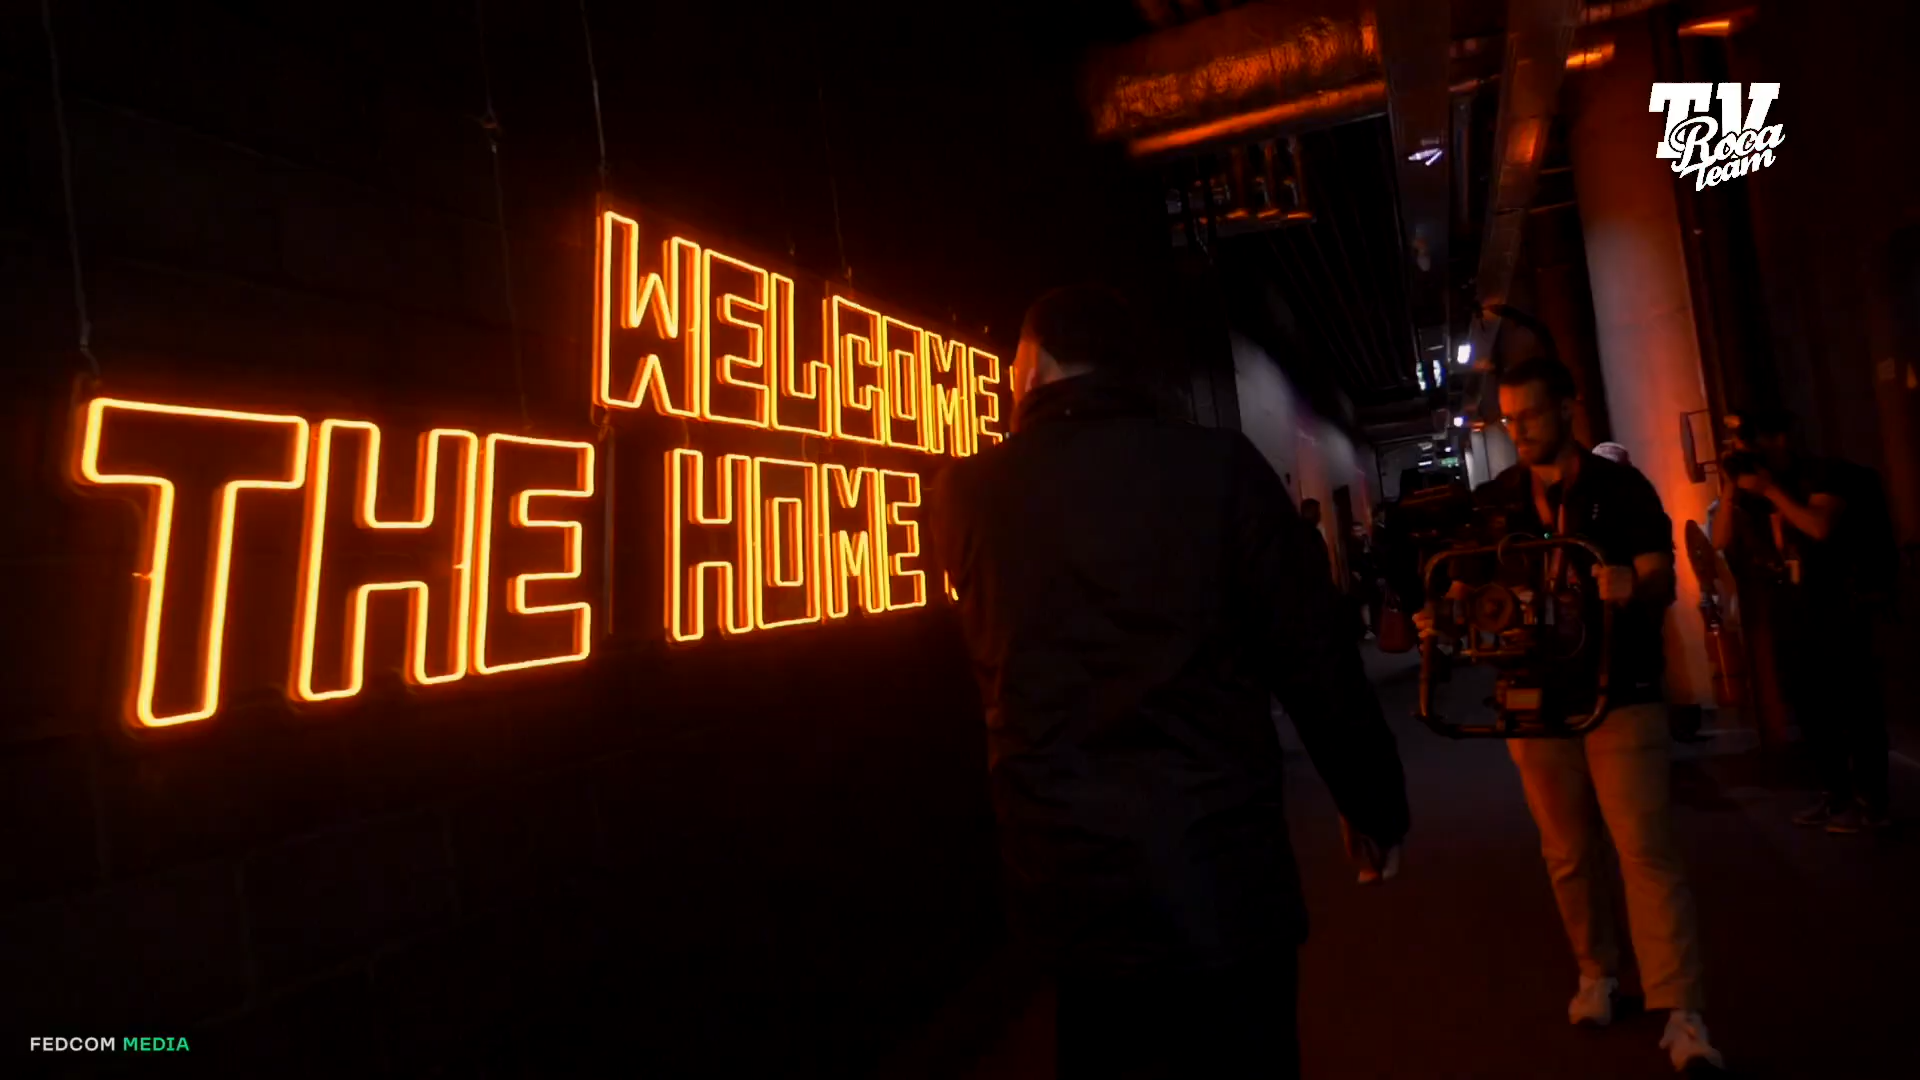 WELCOME
THE HOME
TV
Roca
Team
FEDCOM MEDIA